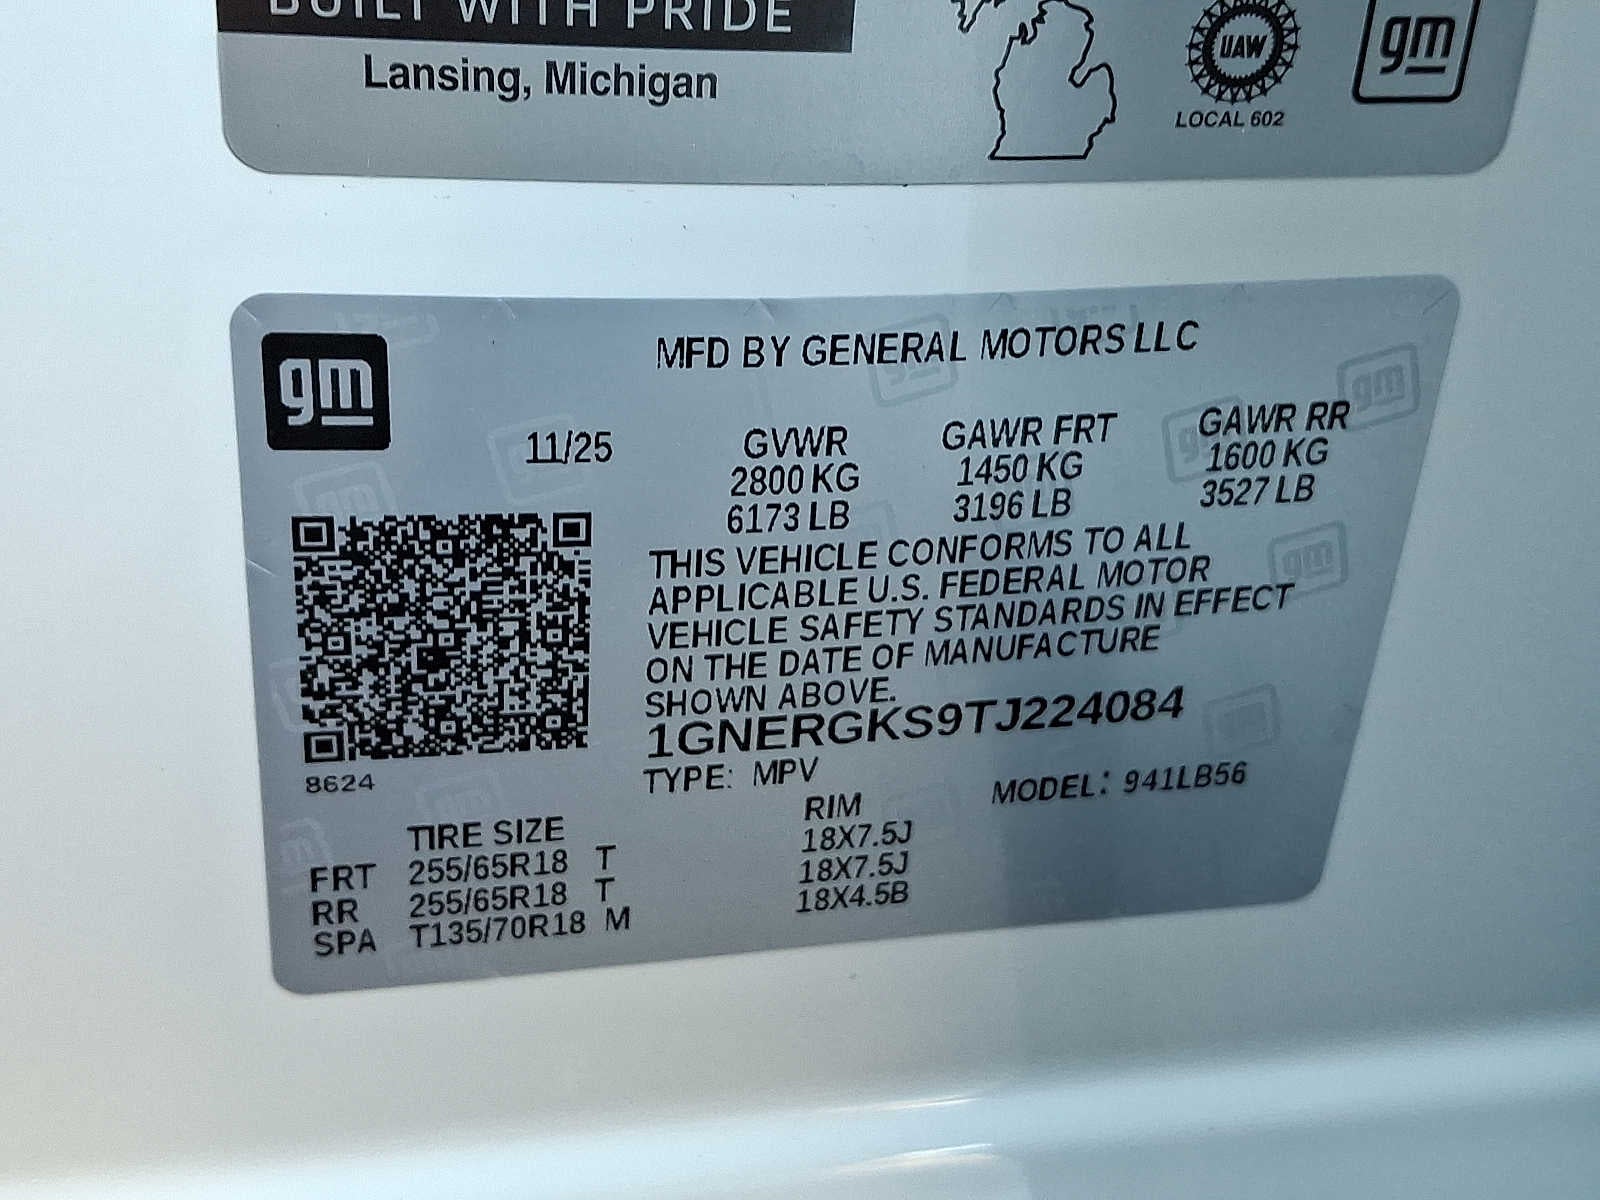 BUILT WITH PRIDE
Lansing, Michigan
UAW
LOCAL 602
gm
gm
MFD BY GENERAL MOTORS LLC
11/25 GVWR GAWR FRT GAWR RR
2800 KG 1450 KG 1600 KG
6173 LB 3196 LB 3527 LB
THIS VEHICLE CONFORMS TO ALL
APPLICABLE U.S. FEDERAL MOTOR
VEHICLE SAFETY STANDARDS IN EFFECT
ON THE DATE OF MANUFACTURE
SHOWN ABOVE.
1GNERGKS9TJ224084
8624
TYPE: MPV MODEL: 941LB56
TIRE SIZE RIM
FRT 255/65R18 T 18X7.5J
RR 255/65R18 T 18X7.5J
SPA T135/70R18 M 18X4.5B